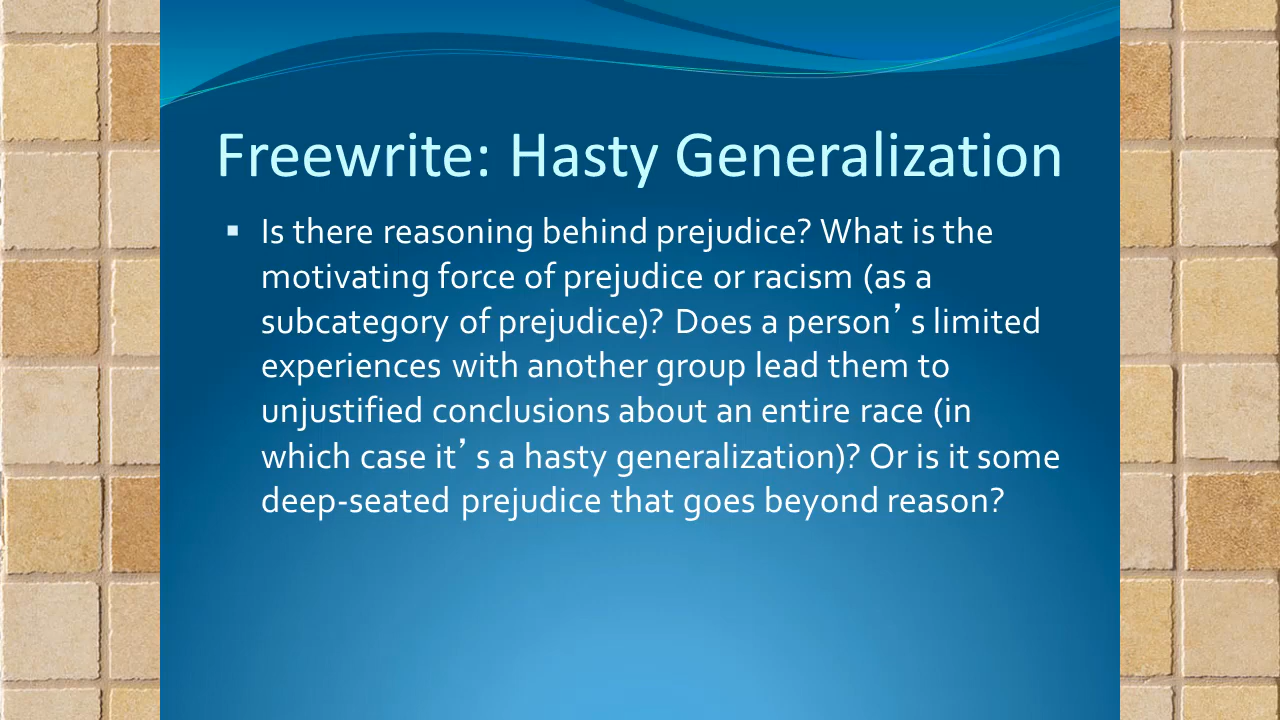 Freewrite: Hasty Generalization
▪ Is there reasoning behind prejudice? What is the
motivating force of prejudice or racism (as a
subcategory of prejudice)? Does a person’s limited
experiences with another group lead them to
unjustified conclusions about an entire race (in
which case it’s a hasty generalization)? Or is it some
deep-seated prejudice that goes beyond reason?